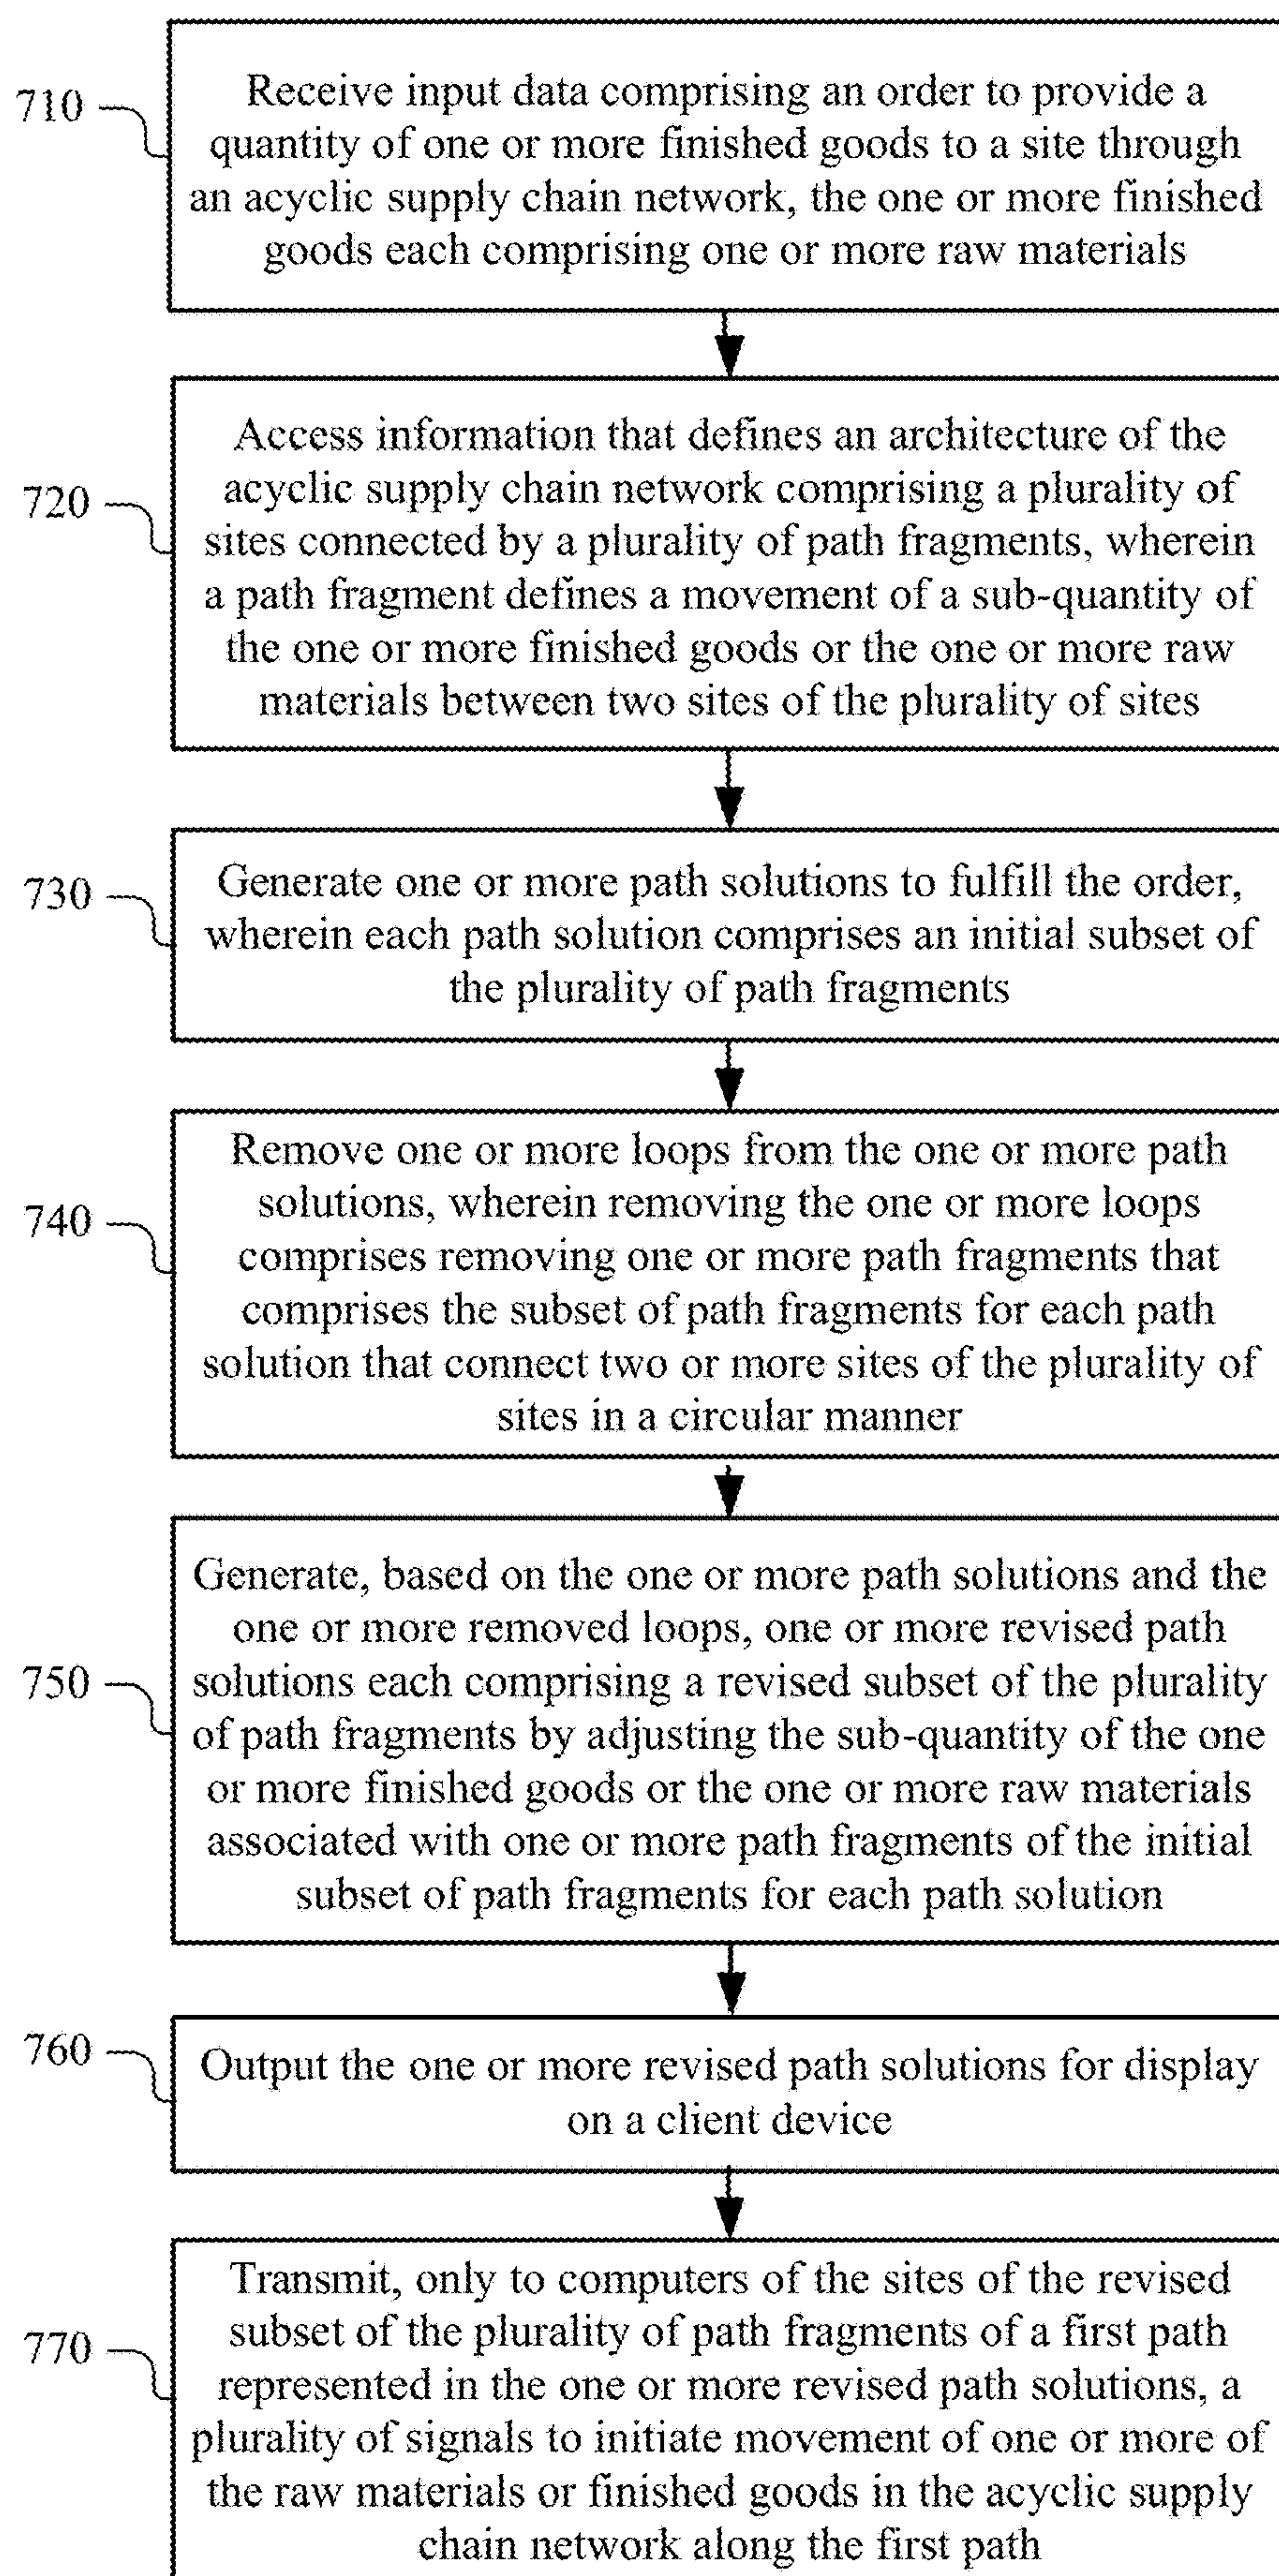 710
Receive input data comprising an order to provide a
quantity of one or more finished goods to a site through
an acyclic supply chain network, the one or more finished
goods each comprising one or more raw materials
720
Access information that defines an architecture of the
acyclic supply chain network comprising a plurality of
sites connected by a plurality of path fragments, wherein
a path fragment defines a movement of a sub-quantity of
the one or more finished goods or the one or more raw
materials between two sites of the plurality of sites
730
Generate one or more path solutions to fulfill the order,
wherein each path solution comprises an initial subset of
the plurality of path fragments
740
Remove one or more loops from the one or more path
solutions, wherein removing the one or more loops
comprises removing one or more path fragments that
comprises the subset of path fragments for each path
solution that connect two or more sites of the plurality of
sites in a circular manner
750
Generate, based on the one or more path solutions and the
one or more removed loops, one or more revised path
solutions each comprising a revised subset of the plurality
of path fragments by adjusting the sub-quantity of the one
or more finished goods or the one or more raw materials
associated with one or more path fragments of the initial
subset of path fragments for each path solution
760
Output the one or more revised path solutions for display
on a client device
770
Transmit, only to computers of the sites of the revised
subset of the plurality of path fragments of a first path
represented in the one or more revised path solutions, a
plurality of signals to initiate movement of one or more of
the raw materials or finished goods in the acyclic supply
chain network along the first path